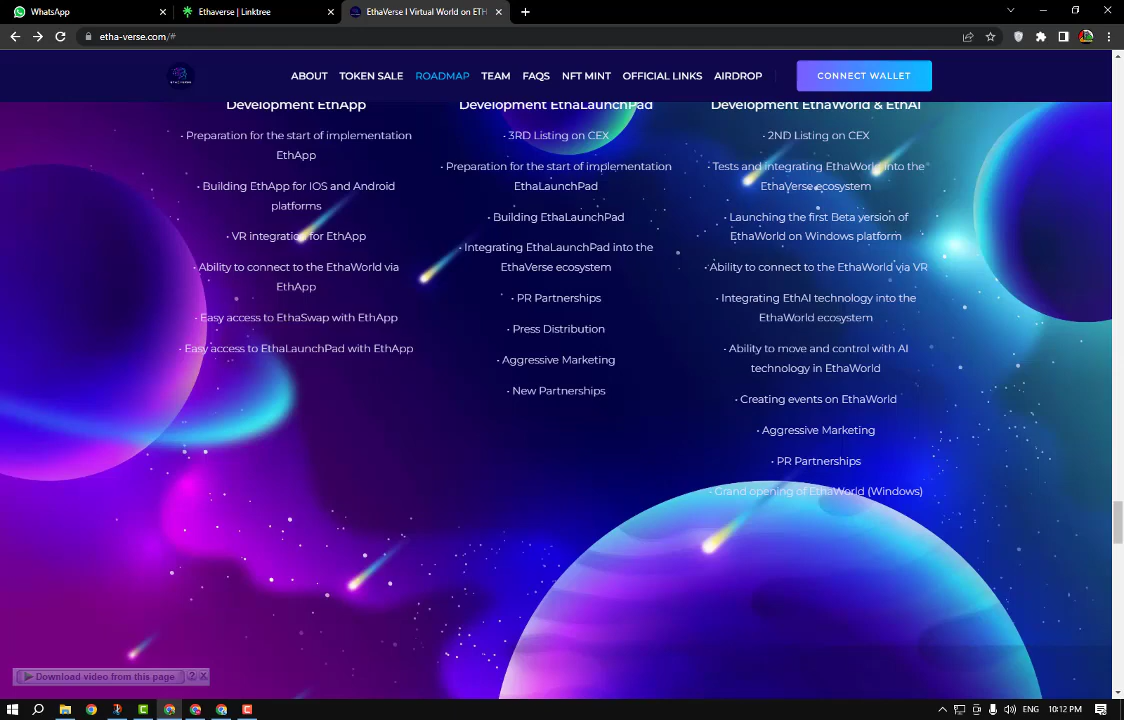 WhatsApp
Ethaverse | Linktree
EthaVerse I Virtual World on ETH
etha-verse.com/#
ABOUT
TOKEN SALE
ROADMAP
TEAM
FAQS
NFT MINT
OFFICIAL LINKS
AIRDROP
CONNECT WALLET
Development EthApp
• Preparation for the start of implementation
EthApp
• Building EthApp for IOS and Android
platforms
• VR integration for EthApp
• Ability to connect to the EthaWorld via
EthApp
• Easy access to EthaSwap with EthApp
• Easy access to EthaLaunchPad with EthApp
Development EthaLaunchPad
• 3RD Listing on CEX
• Preparation for the start of implementation
EthaLaunchPad
• Building EthaLaunchPad
• Integrating EthaLaunchPad into the
EthaVerse ecosystem
• PR Partnerships
• Press Distribution
• Aggressive Marketing
• New Partnerships
Development EthaWorld & EthAI
• 2ND Listing on CEX
• Tests and integrating EthaWorld into the
EthaVerse ecosystem
• Launching the first Beta version of
EthaWorld on Windows platform
• Ability to connect to the EthaWorld via VR
• Integrating EthAI technology into the
EthaWorld ecosystem
• Ability to move and control with AI
technology in EthaWorld
• Creating events on EthaWorld
• Aggressive Marketing
• PR Partnerships
• Grand opening of EthaWorld (Windows)
Download video from this page
?
X
ENG
10:12 PM